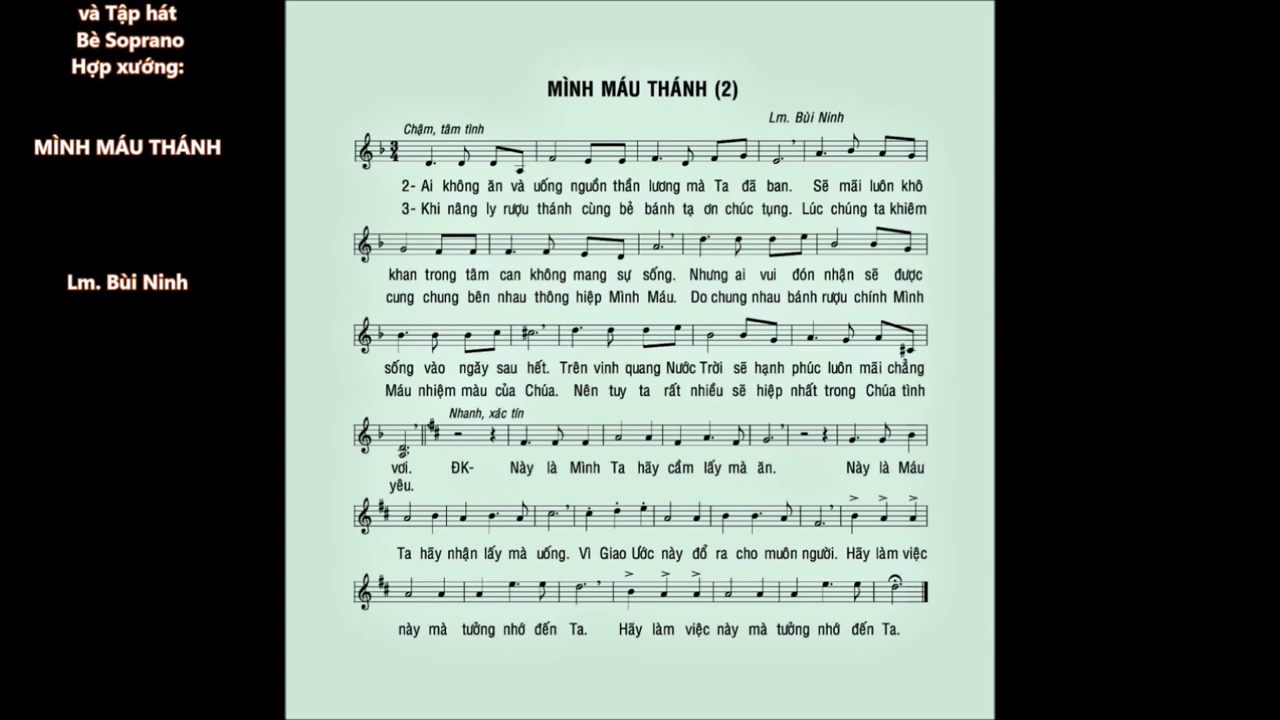 và Tập hát
Bè Soprano
Hợp xướng:
MÌNH MÁU THÁNH
Lm. Bùi Ninh
MÌNH MÁU THÁNH (2)
Lm. Bùi Ninh
Chậm, tâm tình
2- Ai không ăn và uống nguồn thần lương mà Ta đã ban. Sẽ mãi luôn khô
3- Khi nâng ly rượu thánh cùng bẻ bánh tạ ơn chúc tụng. Lúc chúng ta khiêm
khan trong tâm can không mang sự sống. Nhưng ai vui đón nhận sẽ được
cung chung bên nhau thông hiệp Mình Máu. Do chung nhau bánh rượu chính Mình
sống vào ngãy sau hết. Trên vinh quang Nước Trời sẽ hạnh phúc luôn mãi chẳng
Máu nhiệm màu của Chúa. Nên tuy ta rất nhiều sẽ hiệp nhất trong Chúa tình
Nhanh, xác tín
vơi. ĐK- Này là Mình Ta hãy cầm lấy mà ăn. Này là Máu
yêu.
Ta hãy nhận lấy mà uống. Vì Giao Ước này đổ ra cho muôn người. Hãy làm việc
này mà tưởng nhớ đến Ta. Hãy làm việc này mà tưởng nhớ đến Ta.